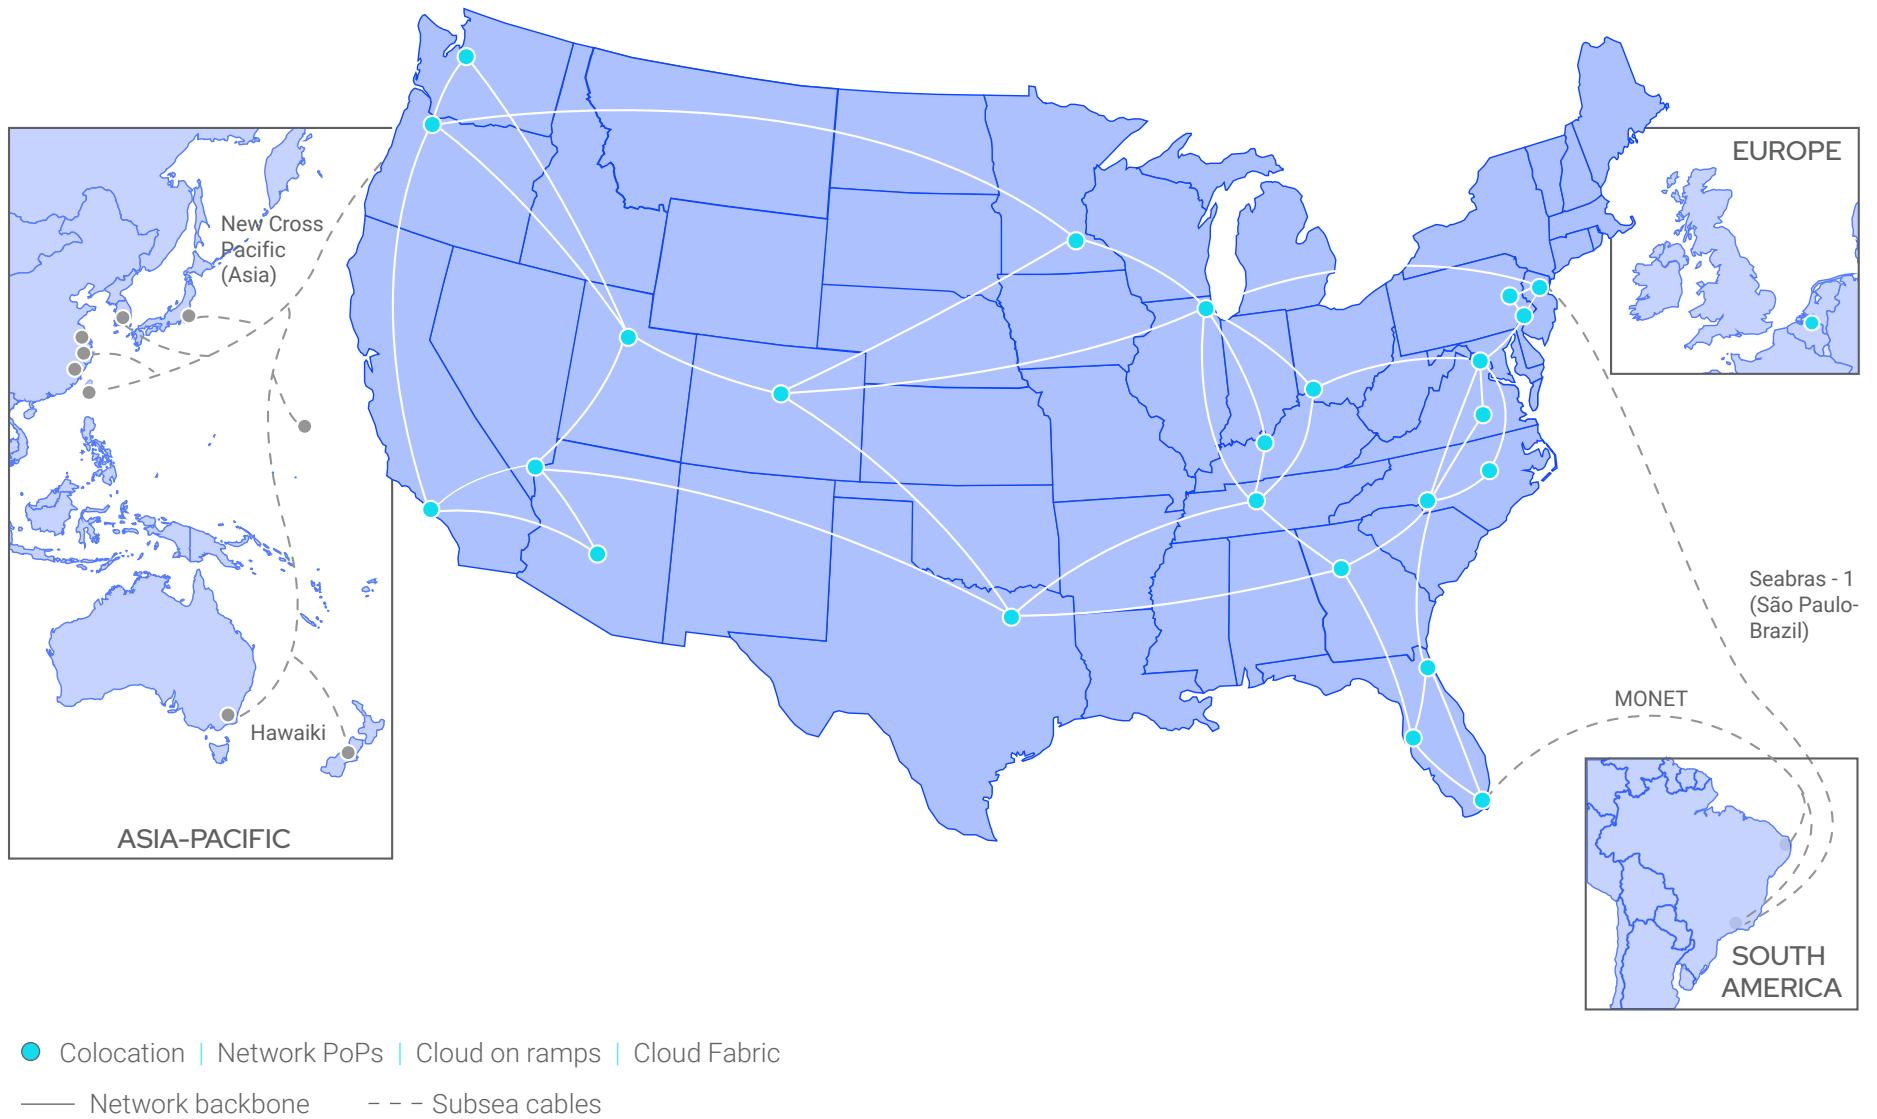 EUROPE
New Cross
Pacific
(Asia)
Seabras - 1
(São Paulo-
Brazil)
MONET
Hawaiki
ASIA-PACIFIC
SOUTH
AMERICA
Colocation | Network PoPs | Cloud on ramps | Cloud Fabric
Network backbone Subsea cables